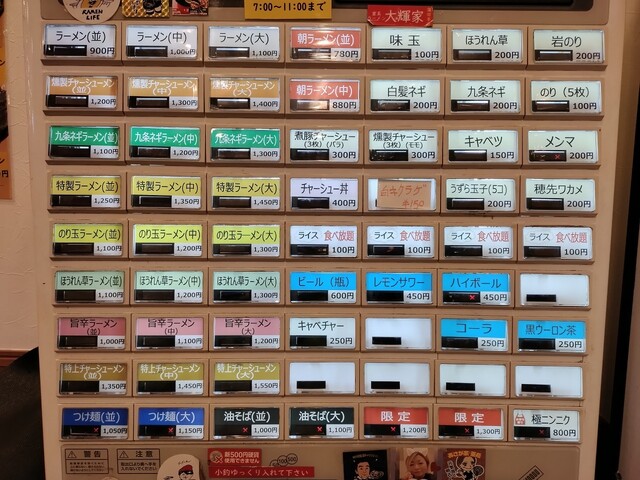 RAMEN LIFE
7:00〜11:00まで
大輝家
ラーメン(並) 900円
ラーメン(中) 1,000円
ラーメン(大) 1,100円
朝ラーメン(並) 780円
味玉 100円
ほうれん草 200円
岩のり 200円
燻製チャーシューメン(並) 1,200円
燻製チャーシューメン(中) 1,300円
燻製チャーシューメン(大) 1,400円
朝ラーメン(中) 880円
白髪ネギ 200円
九条ネギ 200円
のり(5枚) 100円
九条ネギラーメン(並) 1,100円
九条ネギラーメン(中) 1,200円
九条ネギラーメン(大) 1,300円
煮豚チャーシュー(3枚)(バラ) 300円
燻製チャーシュー(3枚)(モモ) 300円
キャベツ 150円
メンマ 200円
特製ラーメン(並) 1,250円
特製ラーメン(中) 1,350円
特製ラーメン(大) 1,450円
チャーシュー丼 400円
キクラゲ 150
うずら玉子(5コ) 200円
穂先ワカメ 200円
のり玉ラーメン(並) 1,100円
のり玉ラーメン(中) 1,200円
のり玉ラーメン(大) 1,300円
ライス 食べ放題 100円
ライス 食べ放題 100円
ライス 食べ放題 100円
ライス 食べ放題 100円
ほうれん草ラーメン(並) 1,100円
ほうれん草ラーメン(中) 1,200円
ほうれん草ラーメン(大) 1,300円
ビール(瓶) 600円
レモンサワー 450円
ハイボール 450円
旨辛ラーメン(並) 1,000円
旨辛ラーメン(中) 1,100円
旨辛ラーメン(大) 1,200円
キャベチャー 250円
コーラ 250円
黒ウーロン茶 250円
特上チャーシューメン(並) 1,350円
特上チャーシューメン(中) 1,450円
特上チャーシューメン(大) 1,550円
つけ麺(並) 1,050円
つけ麺(大) 1,150円
油そば(並) 1,000円
油そば(大) 1,100円
限定 1,200円
限定 1,300円
極ニンニク 800円
警告
注意
新500円硬貨
使用できません
小釣ゆっくり入れて下さい